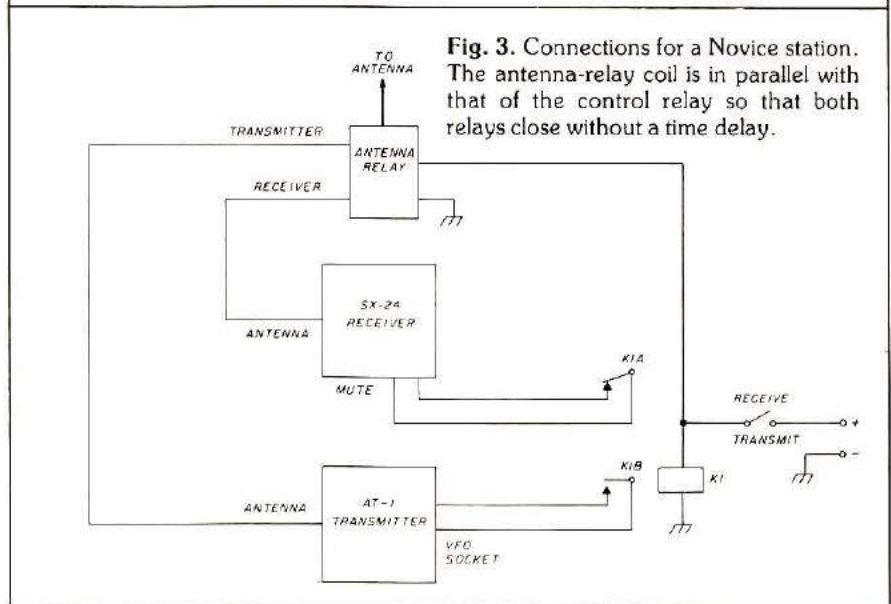 Fig. 3. Connections for a Novice station.
The antenna-relay coil is in parallel with
that of the control relay so that both
relays close without a time delay.
TO
ANTENNA
TRANSMITTER
ANTENNA
RELAY
RECEIVER
SX-24
RECEIVER
ANTENNA
MUTE
K1A
RECEIVE
+
TRANSMIT
-
K1B
K1
ANTENNA
AT-1
TRANSMITTER
VFO
SOCKET